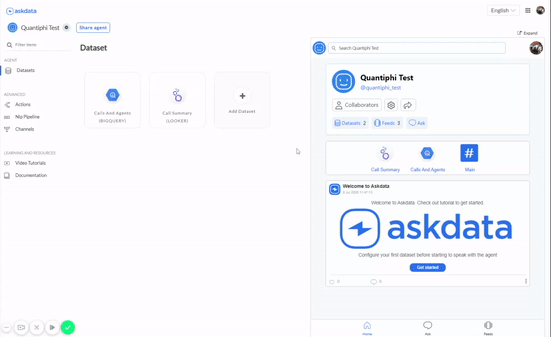 askdata
English
Quantiphi Test
Share agent
Filter items
AGENT
Datasets
ADVANCED
Actions
Nlp Pipeline
Channels
LEARNING AND RESOURCES
Video Tutorials
Documentation
Dataset
Calls And Agents
(BIGQUERY)
Call Summary
(LOOKER)
Add Dataset
Expand
Search Quantiphi Test
Quantiphi Test
@quantiphi_test
Collaborators
Datasets 2
Feeds 3
Ask
Call Summary
Calls And Agents
Main
Welcome to Askdata
Welcome to Askdata. Check out tutorial to get started.
askdata
Configure your first dataset before starting to speak with the agent
Get started
0
0
Home
Ask
Feeds